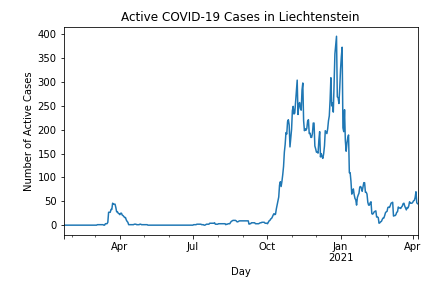 Active COVID-19 Cases in Liechtenstein
Number of Active Cases
400
350
300
250
200
150
100
50
0
Apr Jul Oct Jan Apr
2021
Day